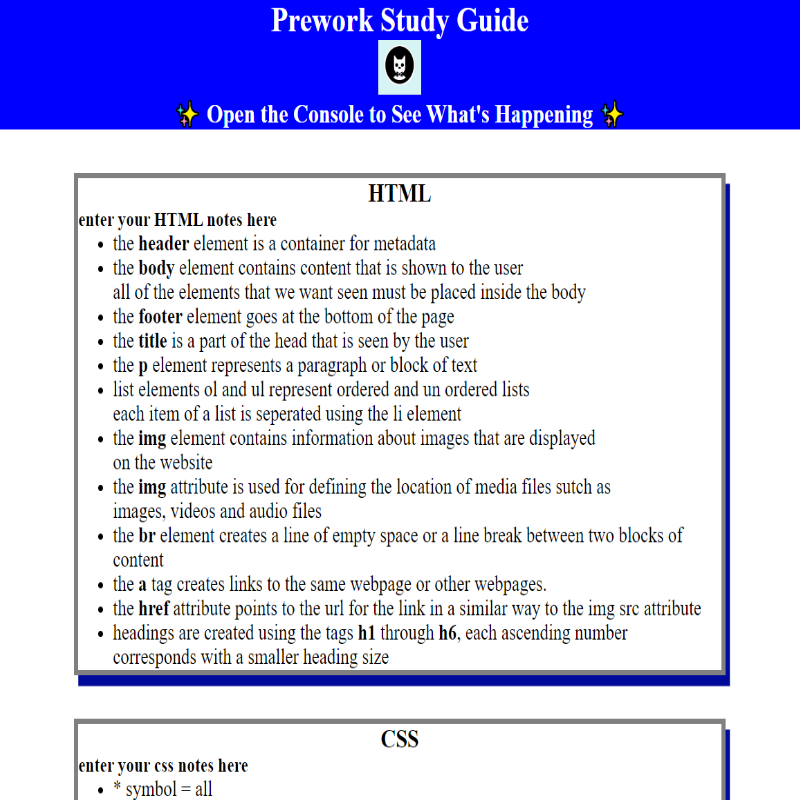 Prework Study Guide
✨ Open the Console to See What's Happening ✨
HTML
enter your HTML notes here
• the header element is a container for metadata
• the body element contains content that is shown to the user
all of the elements that we want seen must be placed inside the body
• the footer element goes at the bottom of the page
• the title is a part of the head that is seen by the user
• the p element represents a paragraph or block of text
• list elements ol and ul represent ordered and un ordered lists
each item of a list is seperated using the li element
• the img element contains information about images that are displayed
on the website
• the img attribute is used for defining the location of media files sutch as
images, videos and audio files
• the br element creates a line of empty space or a line break between two blocks of
content
• the a tag creates links to the same webpage or other webpages.
• the href attribute points to the url for the link in a similar way to the img src attribute
• headings are created using the tags h1 through h6, each ascending number
corresponds with a smaller heading size
CSS
enter your css notes here
• * symbol = all